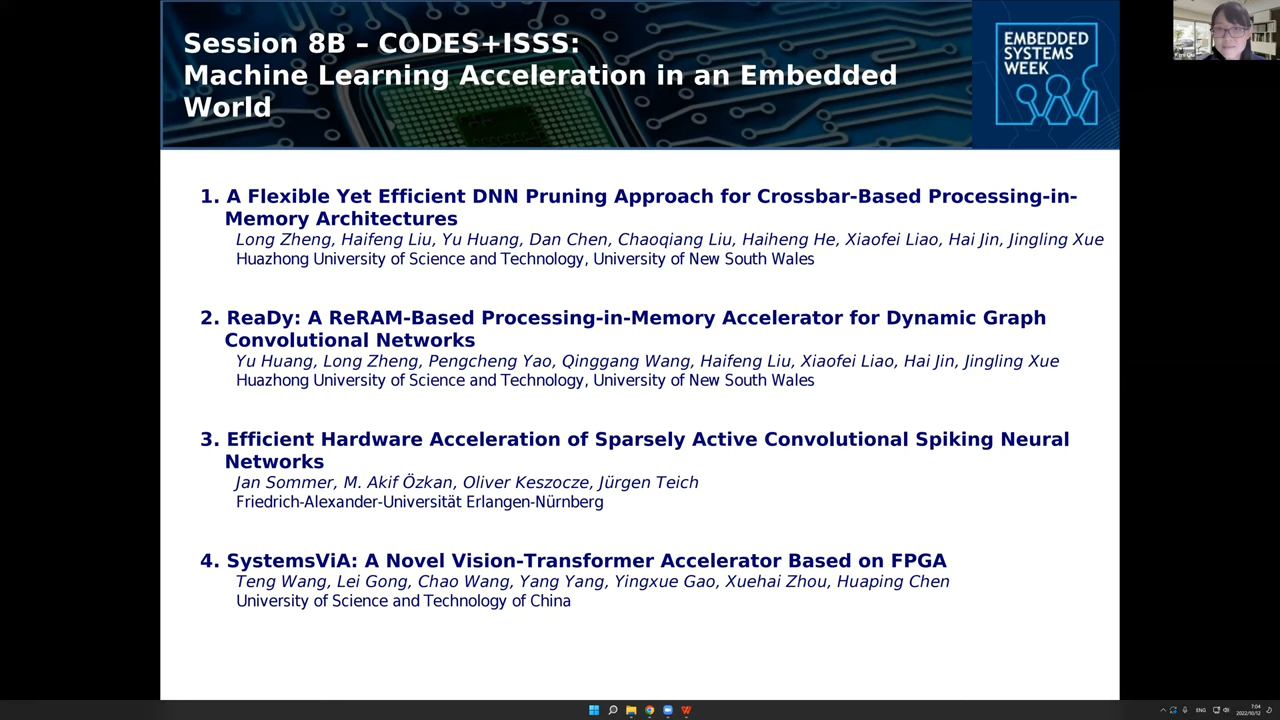 Session 8B – CODES+ISSS:
Machine Learning Acceleration in an Embedded
World
EMBEDDED
SYSTEMS
WEEK
1. A Flexible Yet Efficient DNN Pruning Approach for Crossbar-Based Processing-in-
Memory Architectures
Long Zheng, Haifeng Liu, Yu Huang, Dan Chen, Chaoqiang Liu, Haiheng He, Xiaofei Liao, Hai Jin, Jingling Xue
Huazhong University of Science and Technology, University of New South Wales
2. ReaDy: A ReRAM-Based Processing-in-Memory Accelerator for Dynamic Graph
Convolutional Networks
Yu Huang, Long Zheng, Pengcheng Yao, Qinggang Wang, Haifeng Liu, Xiaofei Liao, Hai Jin, Jingling Xue
Huazhong University of Science and Technology, University of New South Wales
3. Efficient Hardware Acceleration of Sparsely Active Convolutional Spiking Neural
Networks
Jan Sommer, M. Akif Özkan, Oliver Keszocze, Jürgen Teich
Friedrich-Alexander-Universität Erlangen-Nürnberg
4. SystemsViA: A Novel Vision-Transformer Accelerator Based on FPGA
Teng Wang, Lei Gong, Chao Wang, Yang Yang, Yingxue Gao, Xuehai Zhou, Huaping Chen
University of Science and Technology of China
ENG
7:04
2022/10/12